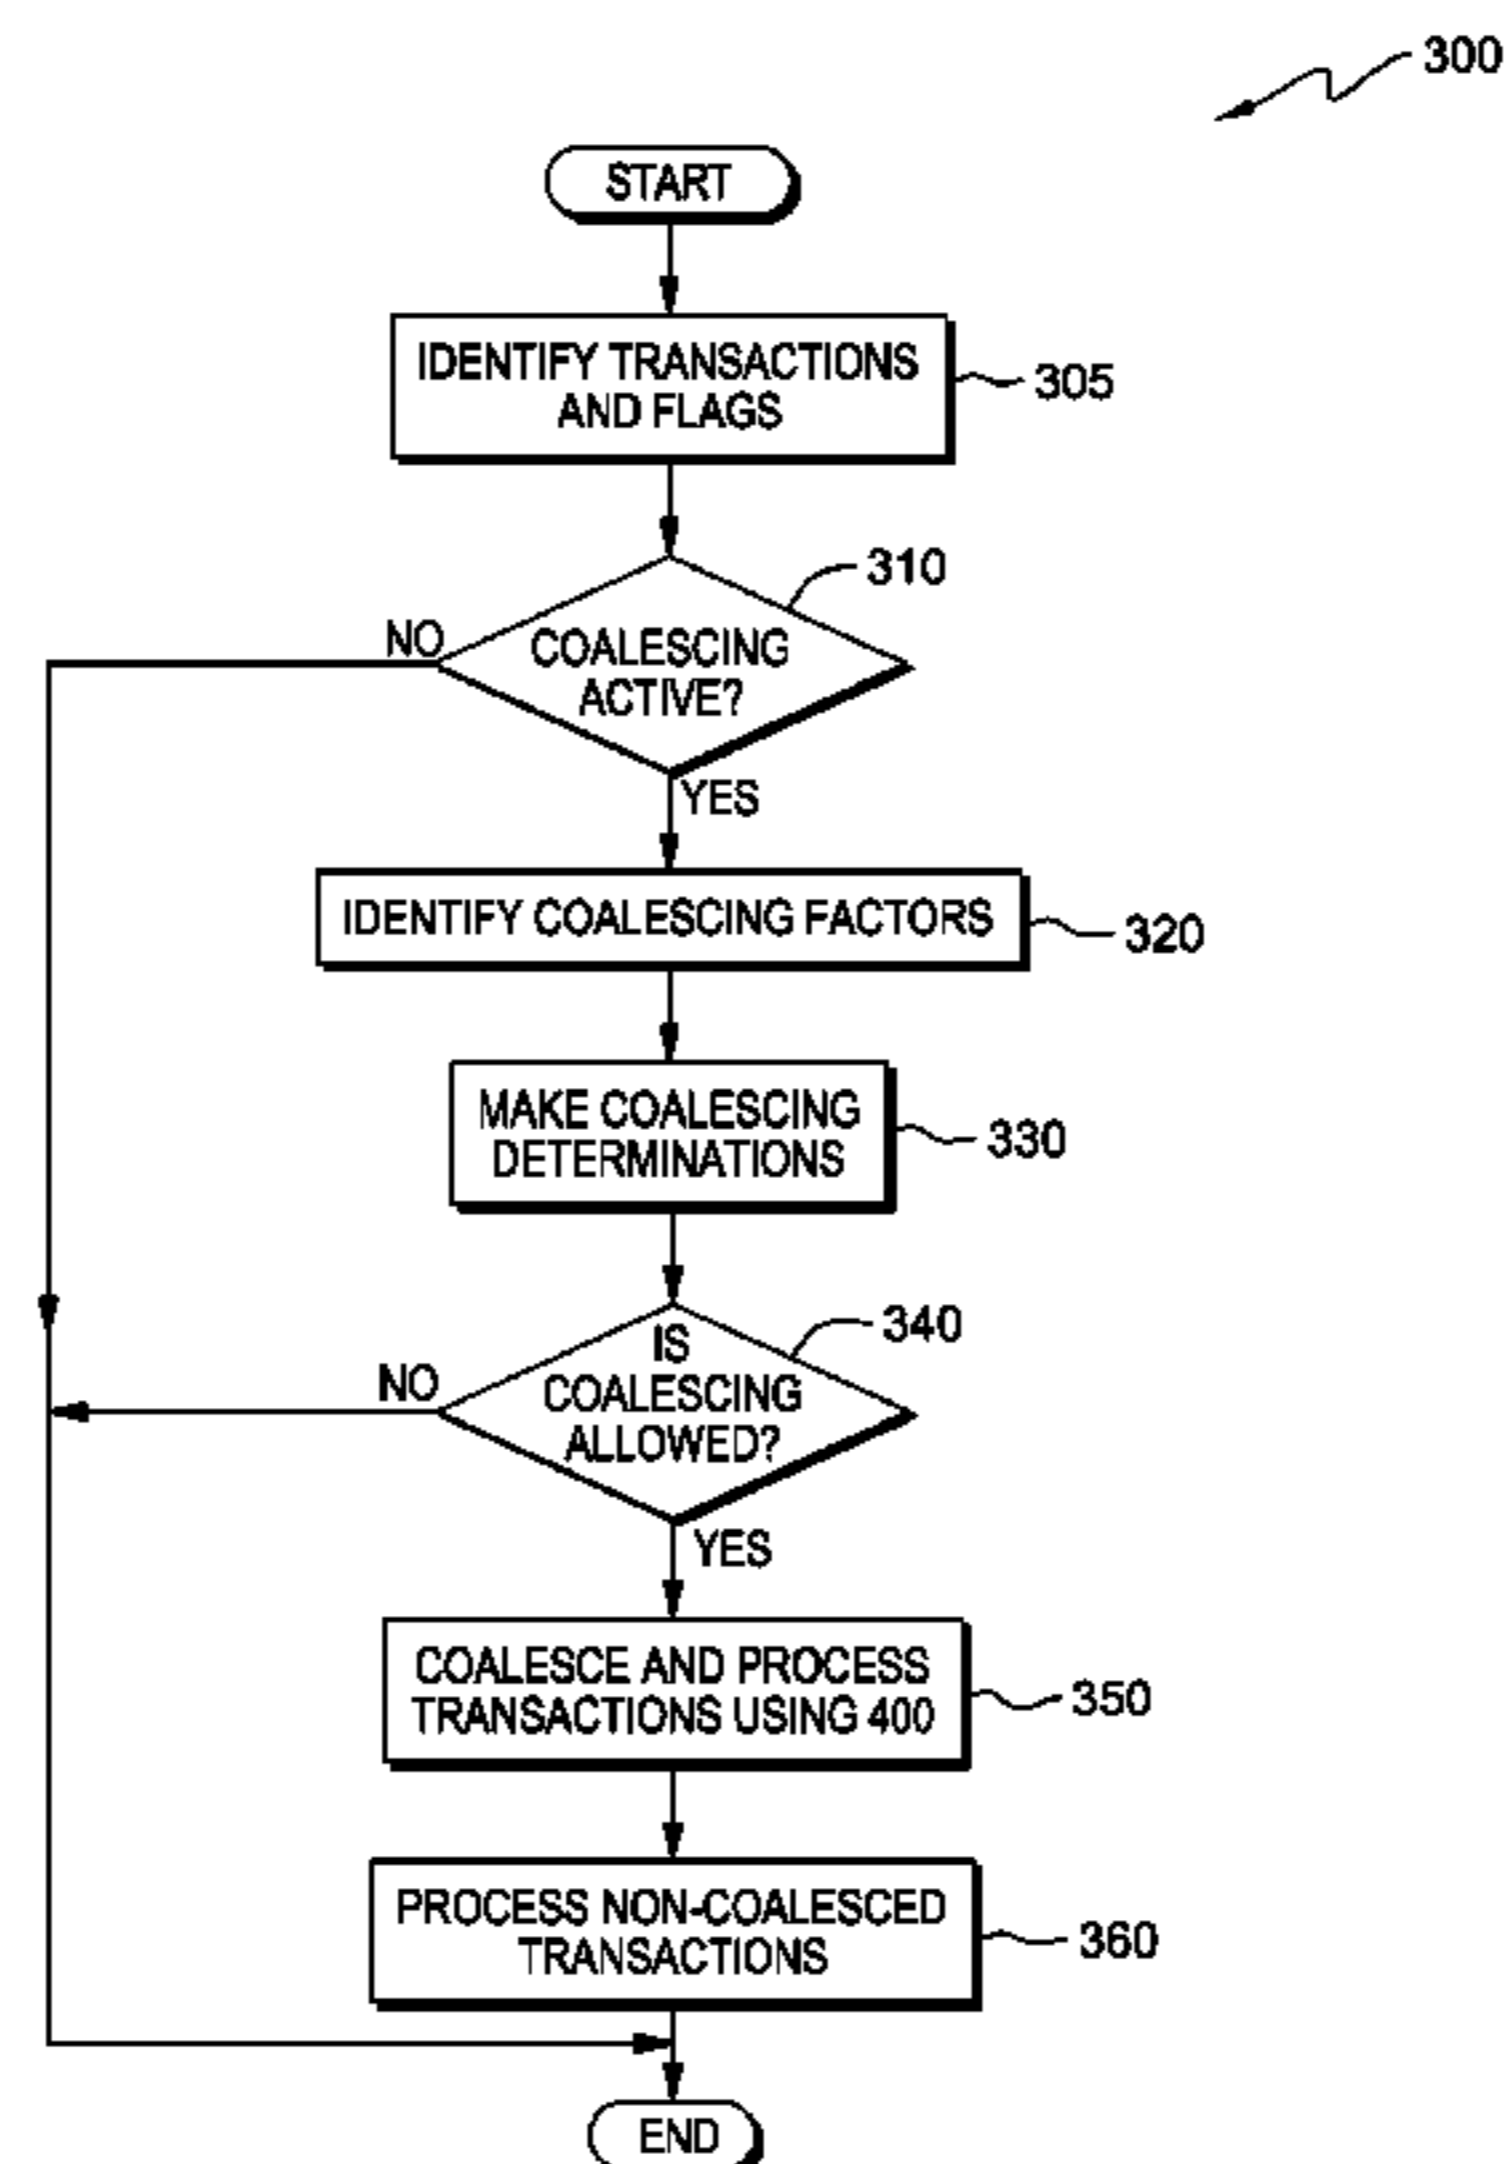 300
START
IDENTIFY TRANSACTIONS
AND FLAGS
305
310
NO
COALESCING
ACTIVE?
YES
IDENTIFY COALESCING FACTORS
320
MAKE COALESCING
DETERMINATIONS
330
340
NO
IS
COALESCING
ALLOWED?
YES
COALESCE AND PROCESS
TRANSACTIONS USING 400
350
PROCESS NON-COALESCED
TRANSACTIONS
360
END